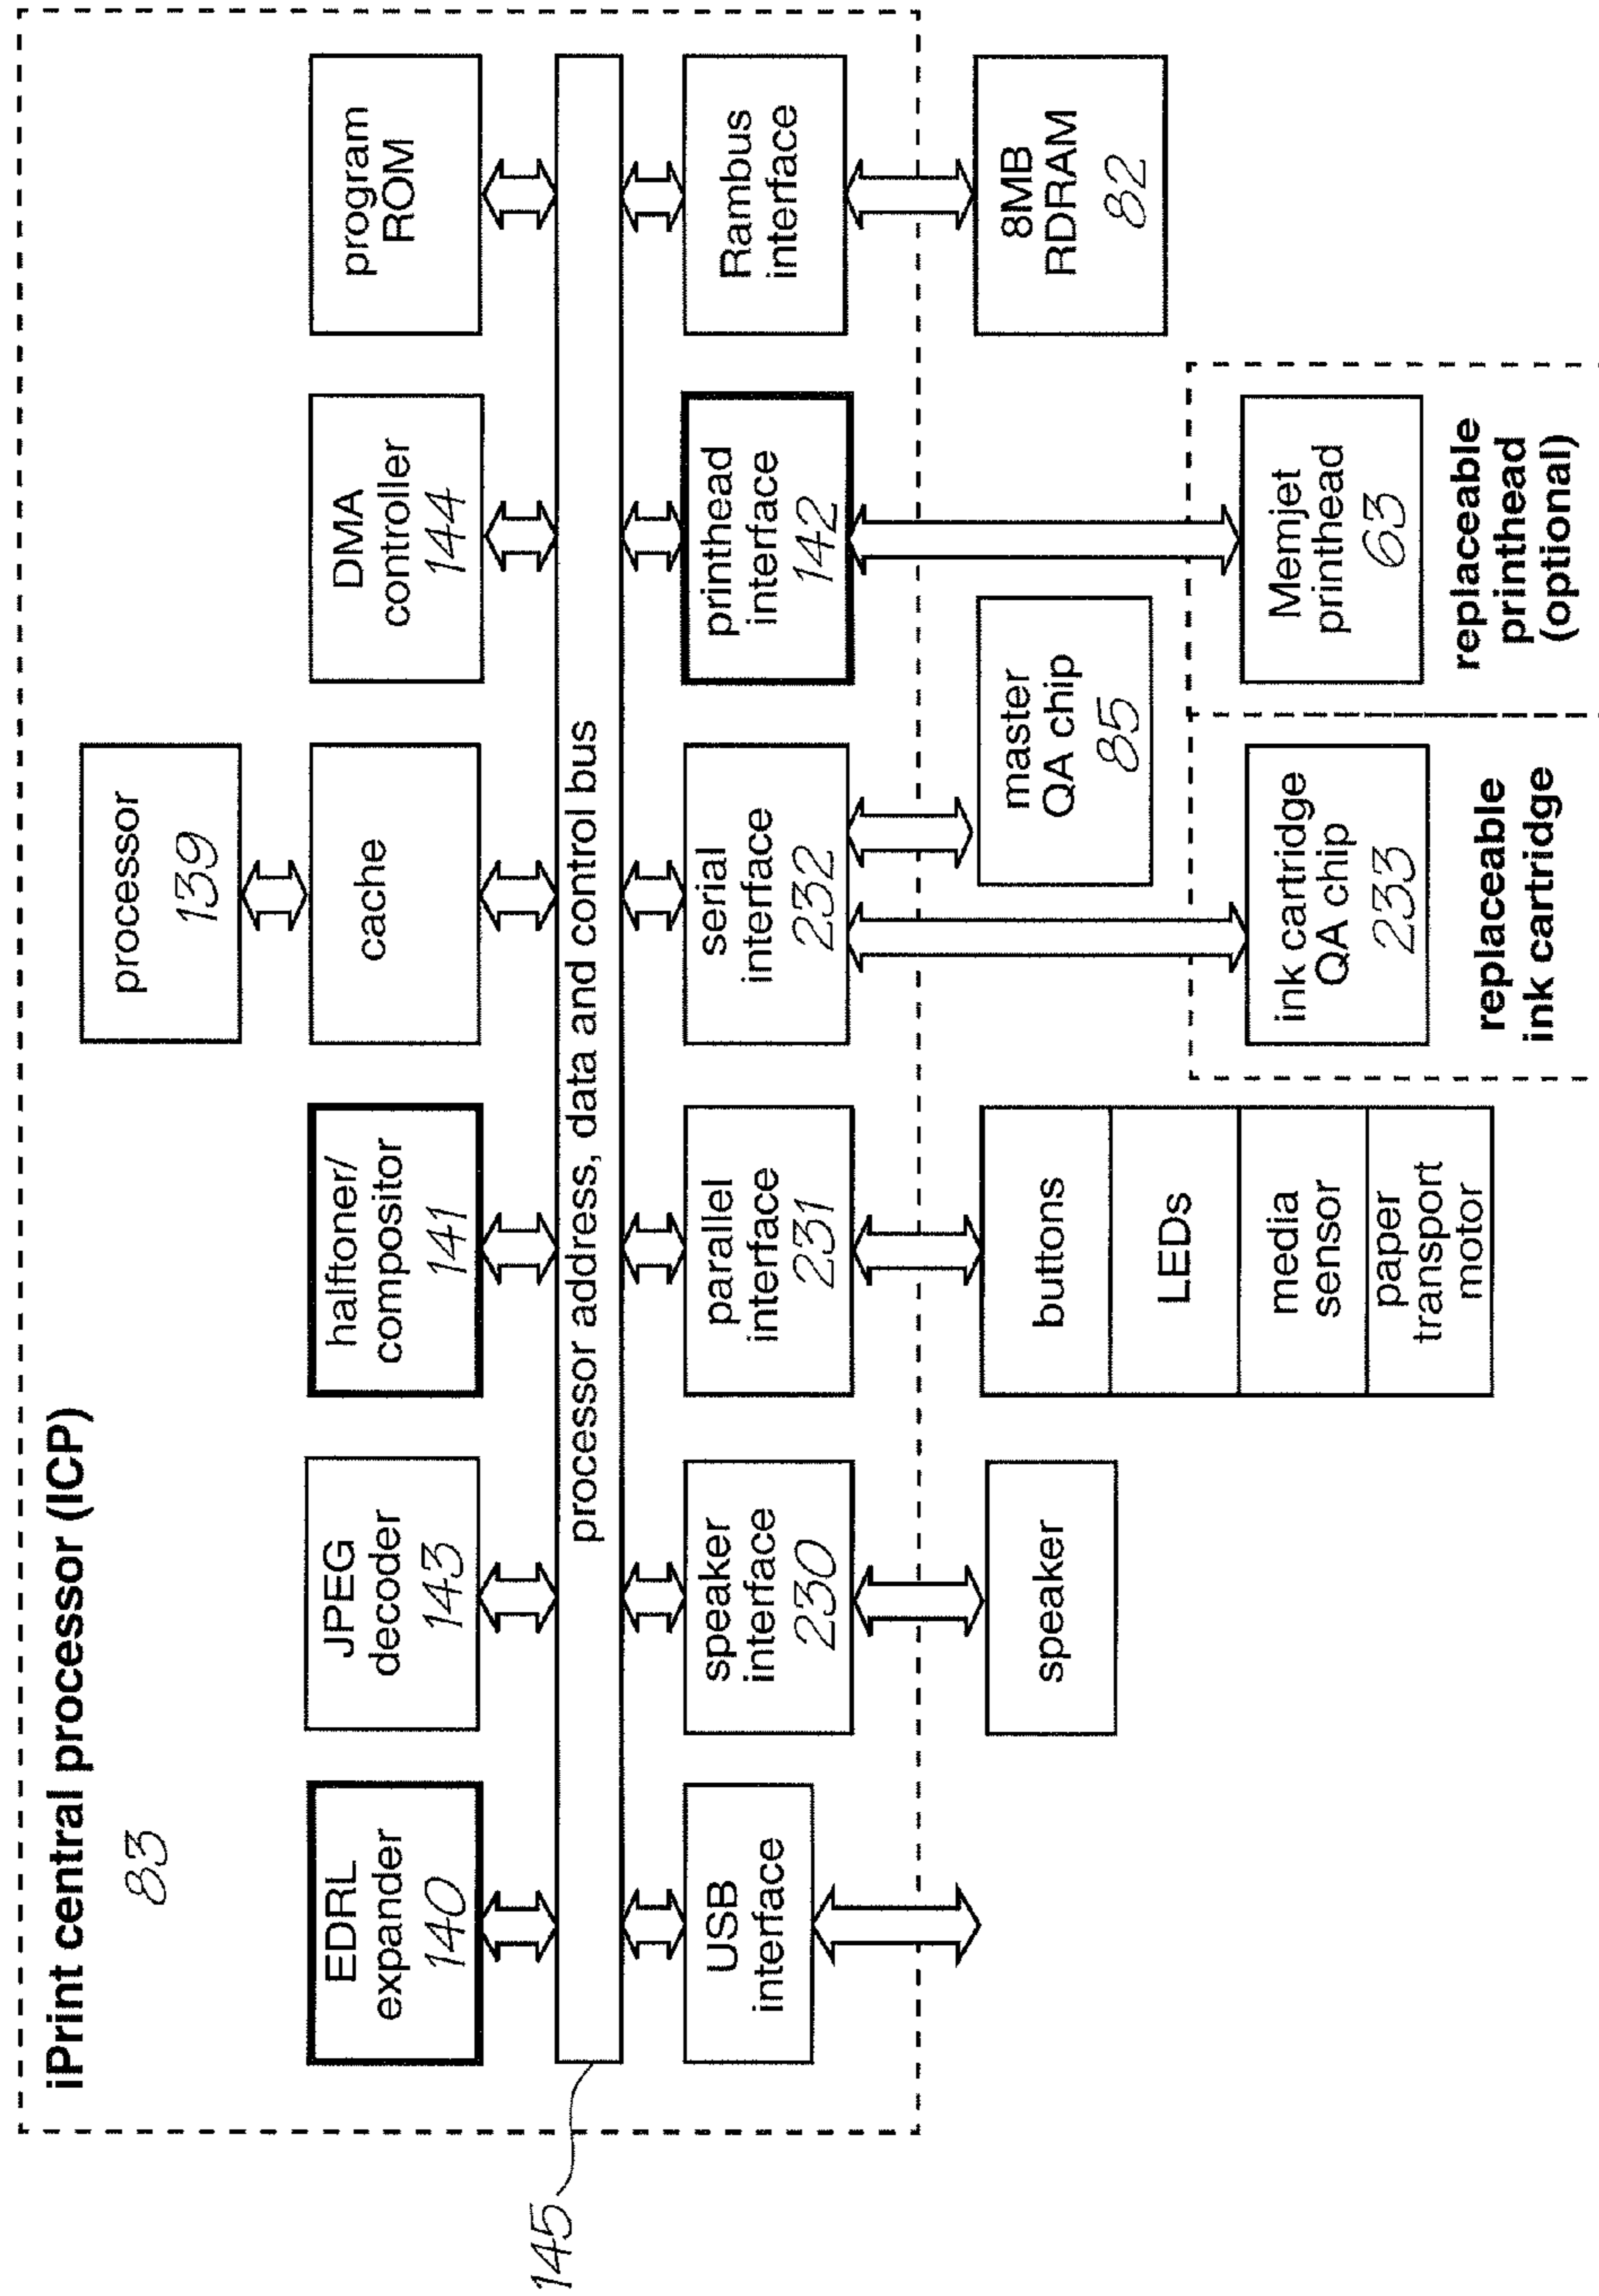 iPrint central processor (ICP)
83
processor
139
EDRL
expander
140
JPEG
decoder
143
halftoner/
compositor
141
cache
DMA
controller
144
program
ROM
145
processor address, data and control bus
USB
interface
speaker
interface
230
parallel
interface
231
serial
interface
232
printhead
interface
142
Rambus
interface
speaker
buttons
LEDs
media
sensor
paper
transport
motor
master
QA chip
85
8MB
RDRAM
82
ink cartridge
QA chip
233
replaceable
ink cartridge
Memjet
printhead
63
replaceable
printhead
(optional)